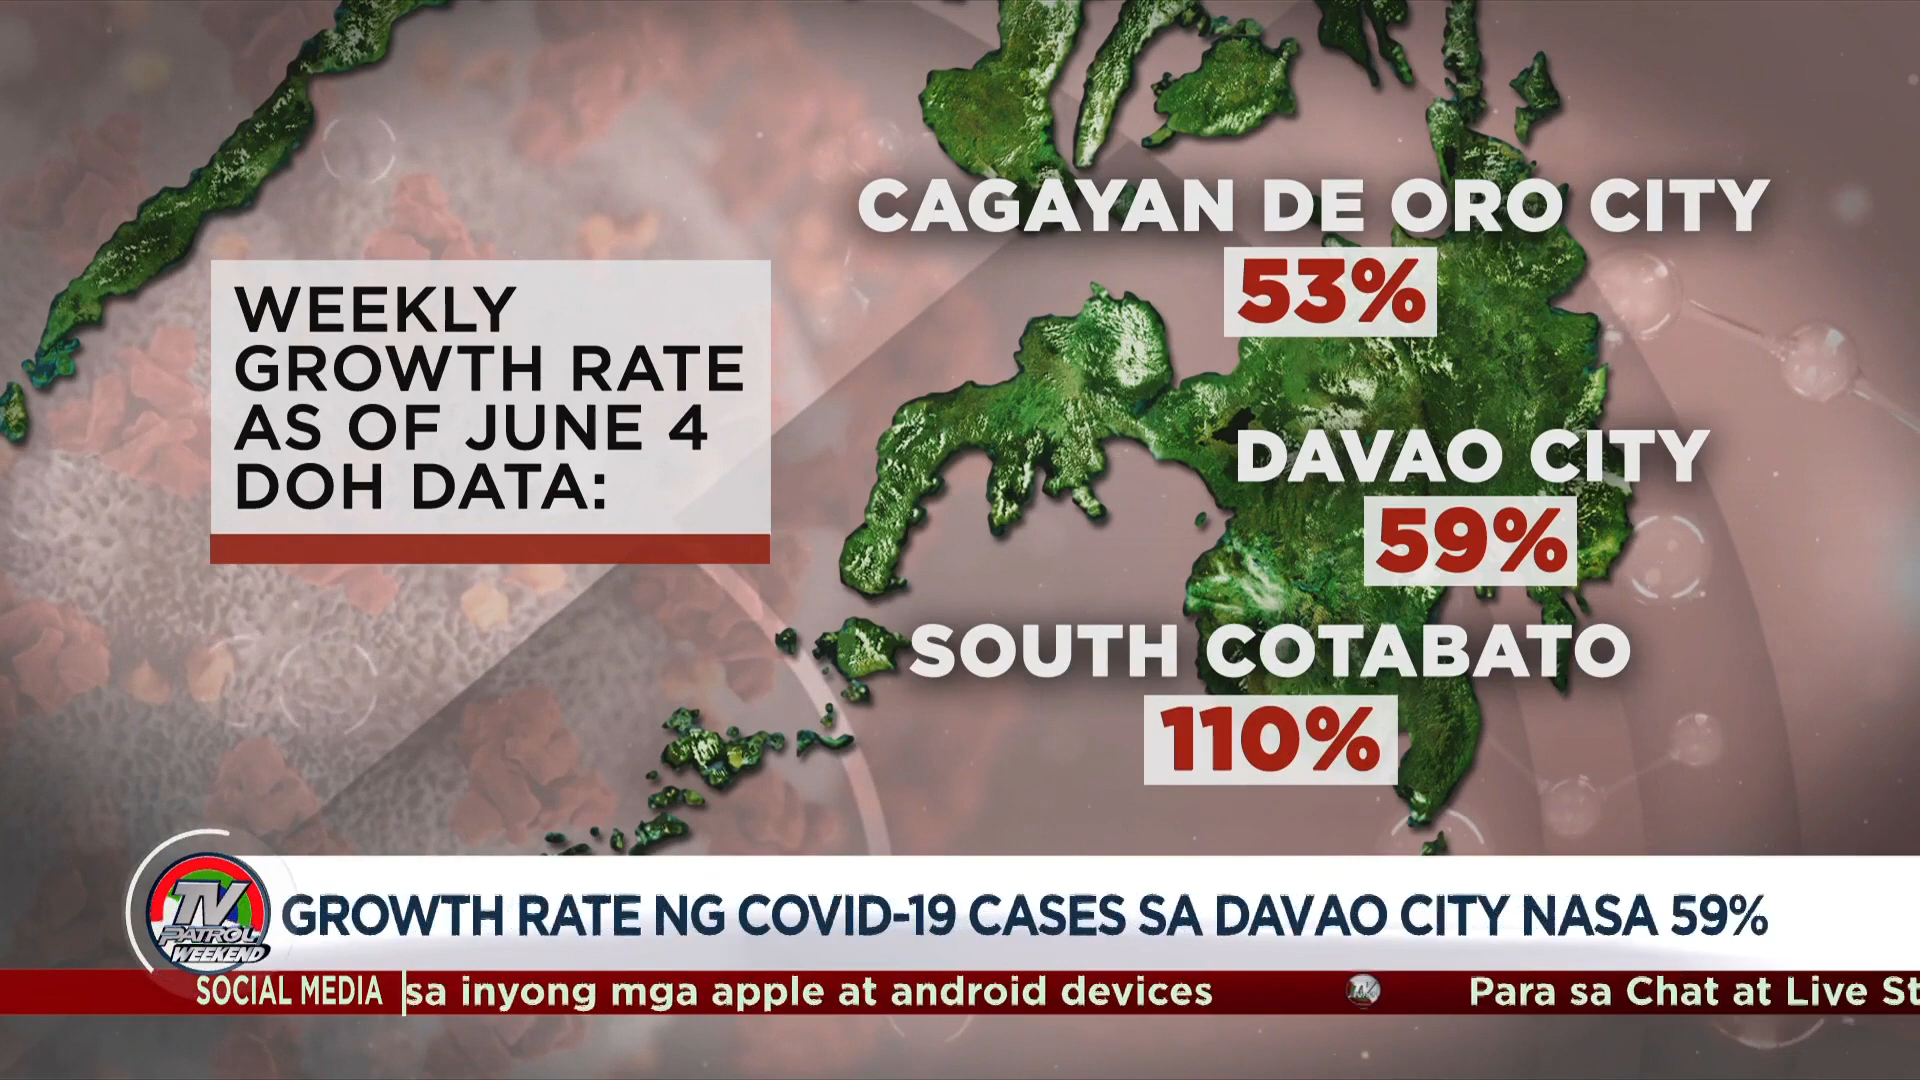 WEEKLY
GROWTH RATE
AS OF JUNE 4
DOH DATA:
CAGAYAN DE ORO CITY
53%
DAVAO CITY
59%
SOUTH COTABATO
110%
TV
PATROL
WEEKEND
GROWTH RATE NG COVID-19 CASES SA DAVAO CITY NASA 59%
SOCIAL MEDIA
sa inyong mga apple at android devices
Para sa Chat at Live St